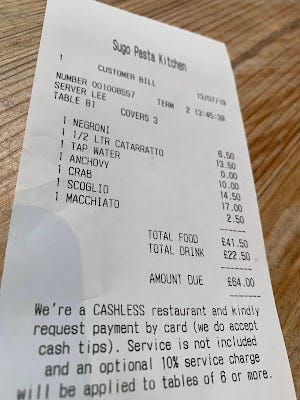 Sugo Pasta Kitchen
1
CUSTOMER BILL
NUMBER 001008557 13/07/19
SERVER LEE TERM 2 13:45:39
TABLE 81 COVERS 3
1 NEGRONI 6.50
1 1/2 LTR CATARRATTO 13.50
1 TAP WATER 0.00
1 ANCHOVY 10.00
1 CRAB 14.50
1 SCOGLIO 17.00
1 MACCHIATO 2.50
TOTAL FOOD £41.50
TOTAL DRINK £22.50
AMOUNT DUE £64.00
We're a CASHLESS restaurant and kindly
request payment by card (we do accept
cash tips). Service is not included
and an optional 10% service charge
will be applied to tables of 6 or more.